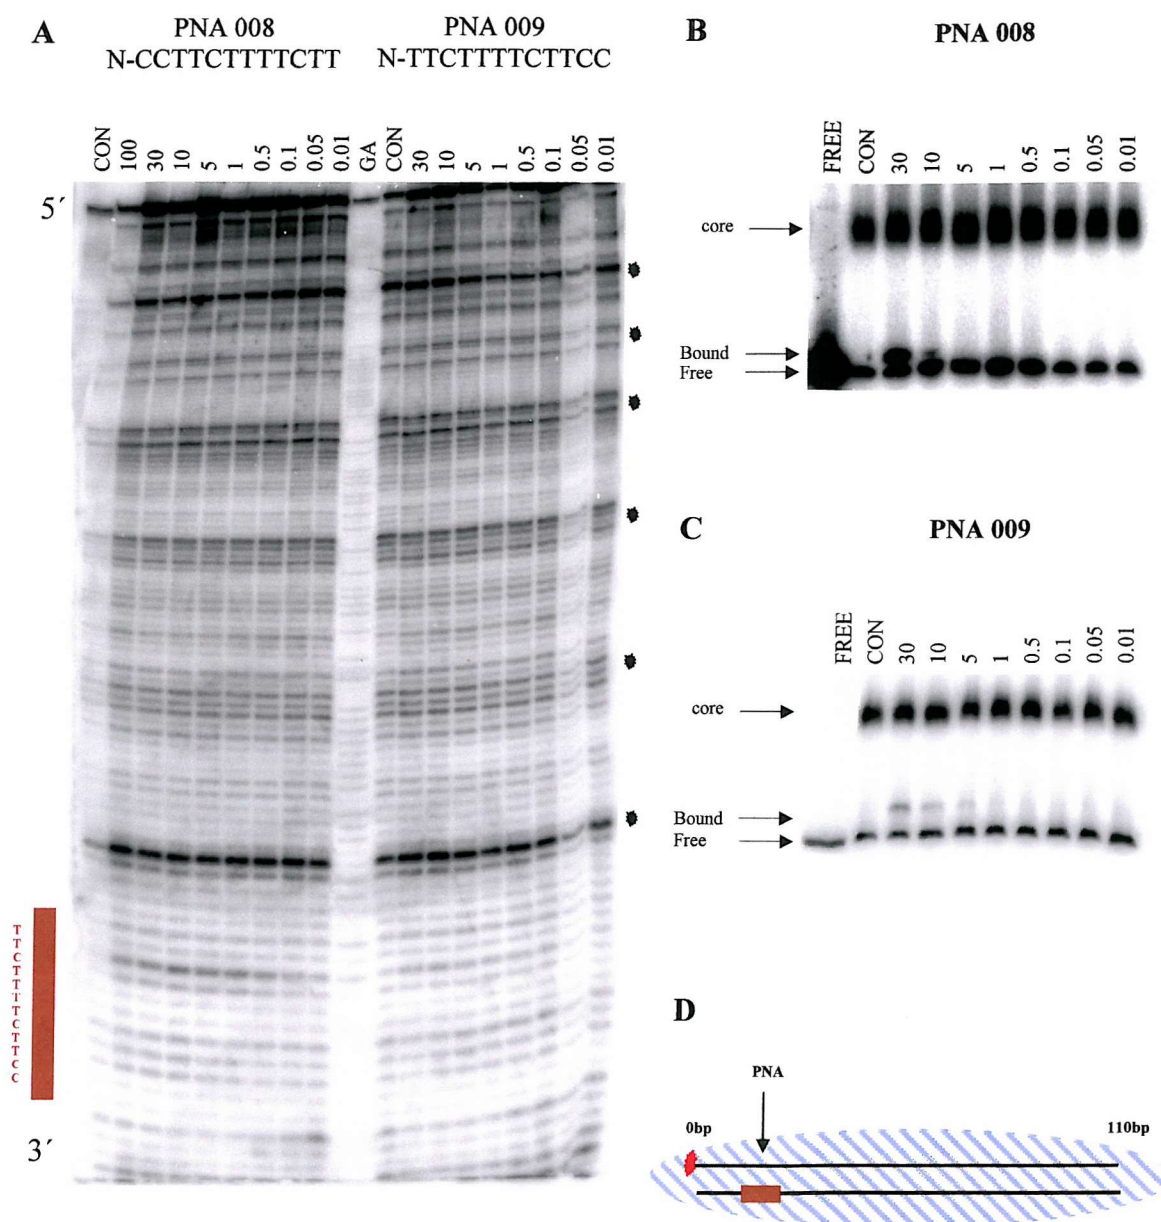 A
PNA 008
N-CCTTCTTTTCTT
PNA 009
N-TTCTTTTCTTCC
CON 100 30 10 5 1 0.5 0.1 0.05 0.01 GA CON 30 10 5 1 0.5 0.1 0.05 0.01
5´
T
T
C
T
T
T
T
C
T
T
C
C
3´
B
PNA 008
FREE CON 30 10 5 1 0.5 0.1 0.05 0.01
core
Bound
Free
C
PNA 009
FREE CON 30 10 5 1 0.5 0.1 0.05 0.01
core
Bound
Free
D
PNA
0bp
110bp